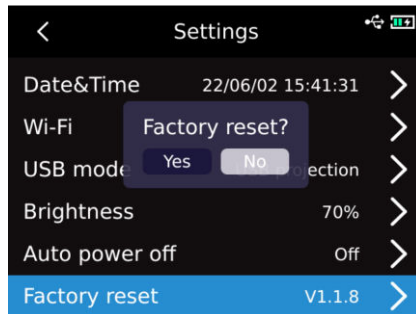 Settings
Date&Time 22/06/02 15:41:31
Wi-Fi
Factory reset?
Yes No
USB mode projection
Brightness 70%
Auto power off Off
Factory reset V1.1.8